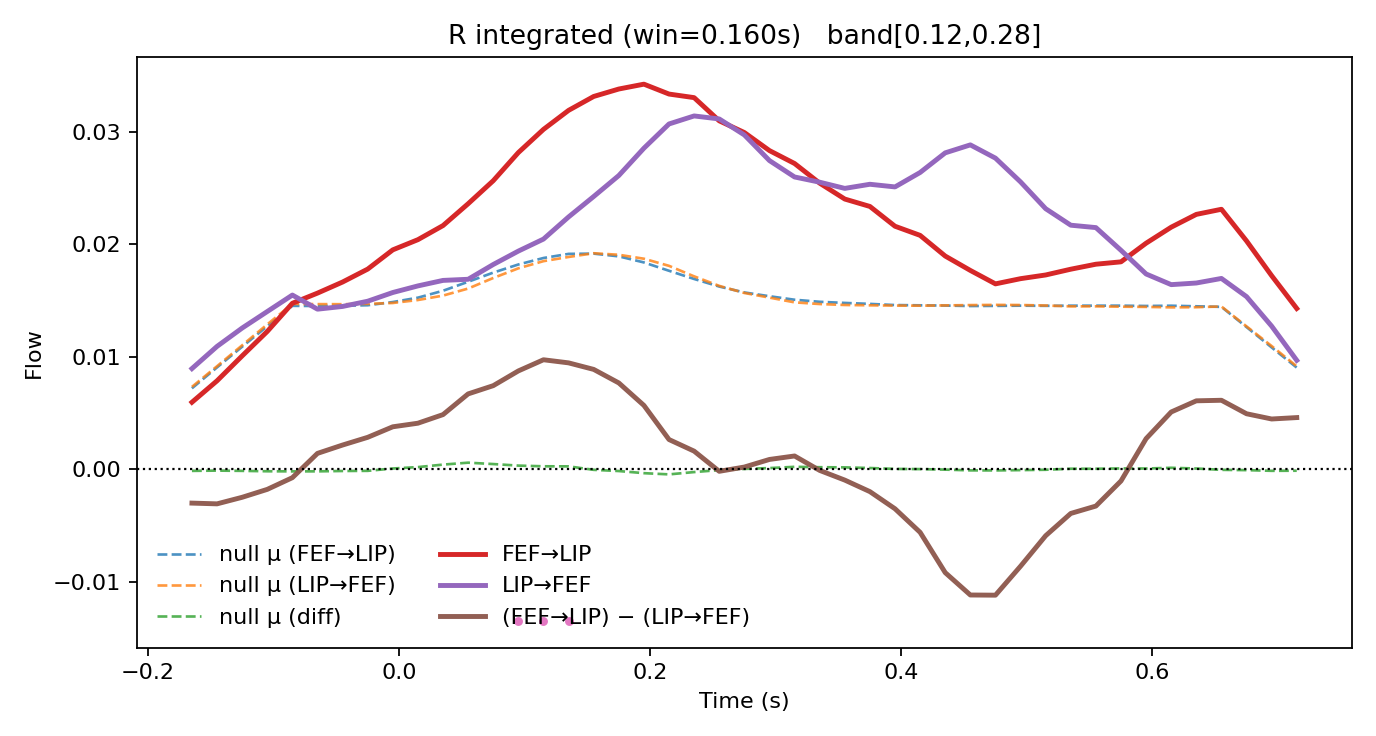 R integrated (win=0.160s)   band[0.12,0.28]
Flow
0.03
0.02
0.01
0.00
−0.01
null μ (FEF→LIP)
null μ (LIP→FEF)
null μ (diff)
FEF→LIP
LIP→FEF
(FEF→LIP) − (LIP→FEF)
−0.2
0.0
0.2
0.4
0.6
Time (s)